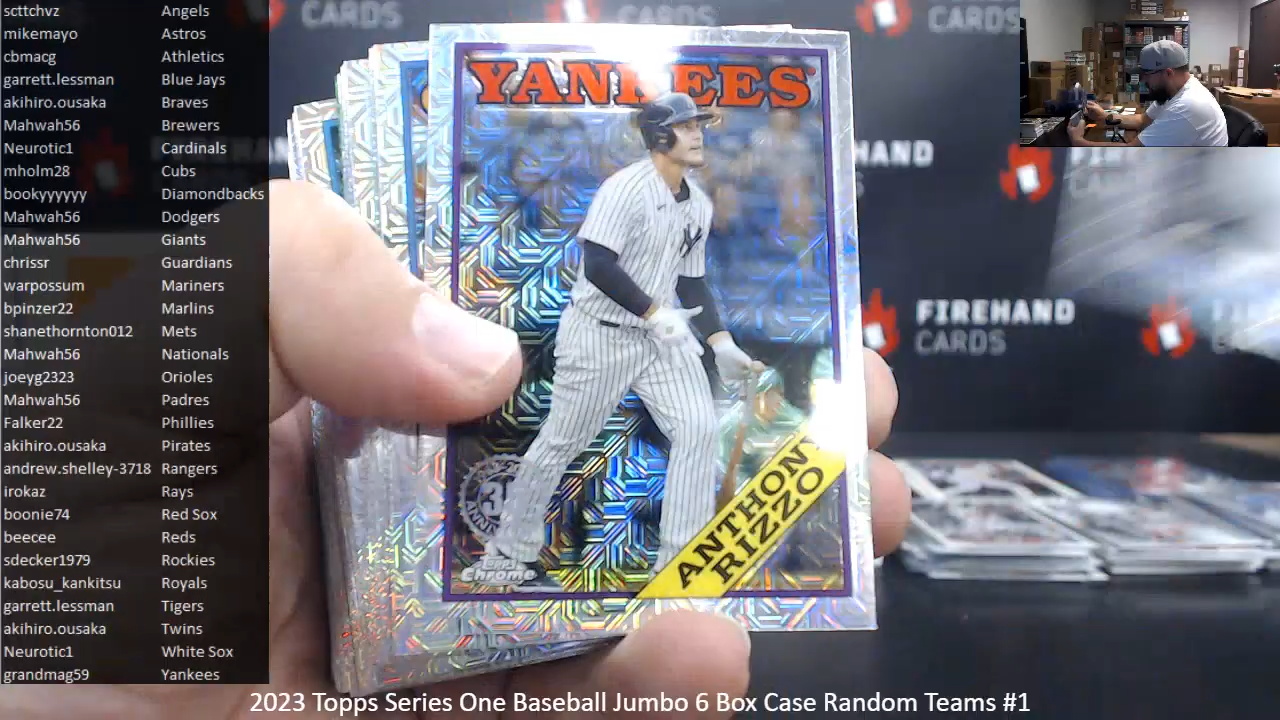 scttchvz Angels
mikemayo Astros
cbmacg Athletics
garrett.lessman Blue Jays
akihiro.ousaka Braves
Mahwah56 Brewers
Neurotic1 Cardinals
mholm28 Cubs
bookyyyyyy Diamondbacks
Mahwah56 Dodgers
Mahwah56 Giants
chrissr Guardians
warpossum Mariners
bpinzer22 Marlins
shanethornton012 Mets
Mahwah56 Nationals
joeyg2323 Orioles
Mahwah56 Padres
Falker22 Phillies
akihiro.ousaka Pirates
andrew.shelley-3718 Rangers
irokaz Rays
boonie74 Red Sox
beecee Reds
sdecker1979 Rockies
kabosu_kankitsu Royals
garrett.lessman Tigers
akihiro.ousaka Twins
Neurotic1 White Sox
grandmag59 Yankees
CARDS
CARDS
YANKEES
HAND
FIREHAND
CARDS
ANTHONY
RIZZO
Topps
Chrome
2023 Topps Series One Baseball Jumbo 6 Box Case Random Teams #1